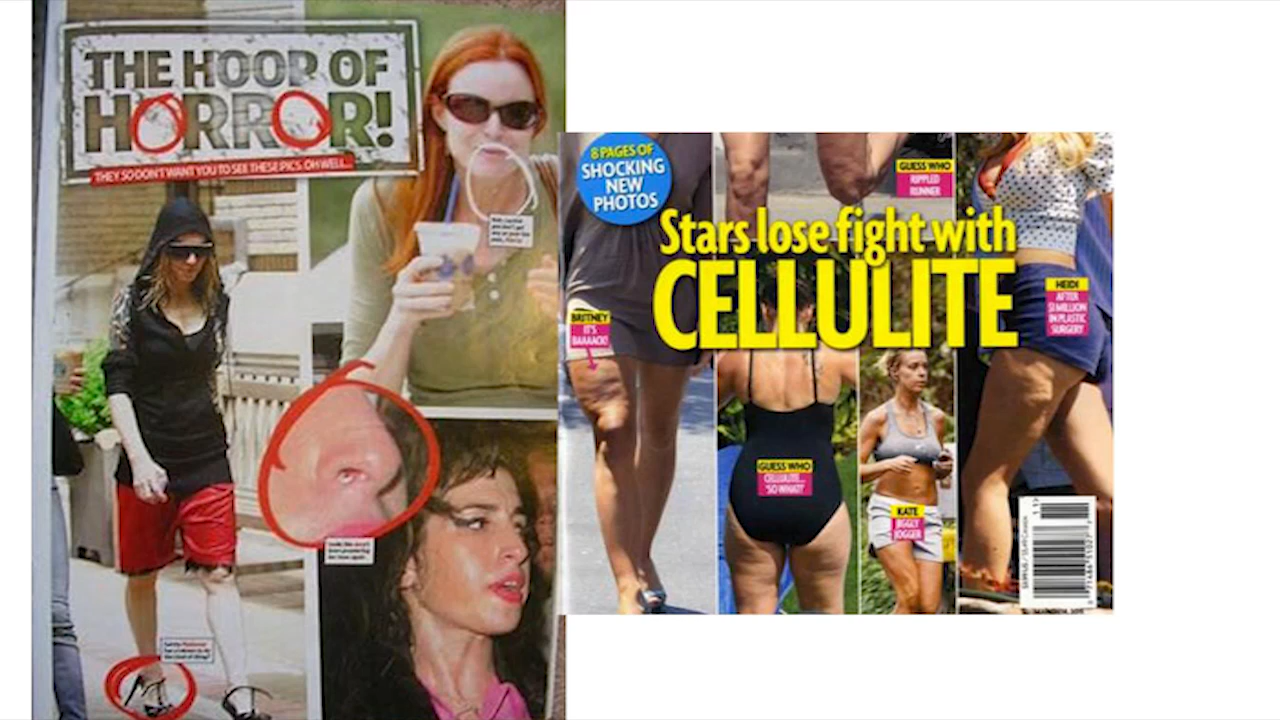 THE HOOP OF
HORROR!
THEY SO DON'T WANT YOU TO SEE THESE PICS. OH WELL...
8 PAGES OF
SHOCKING
NEW
PHOTOS
GUESS WHO
RIPPLED
RUNNER
Stars lose fight with
CELLULITE
HEIDI
AFTER
$1 MILLION
IN PLASTIC
SURGERY
BRITNEY
IT'S
BAAAACK!
GUESS WHO
CELLULITE...
'SO WHAT!'
KATE
JIGGLY
JOGGER